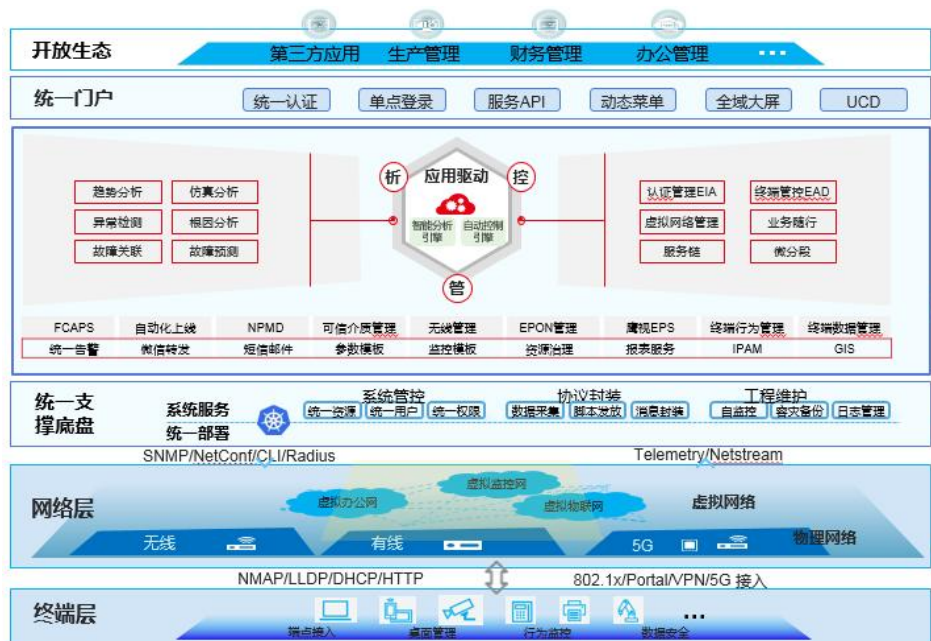 开放生态 第三方应用 生产管理 财务管理 办公管理 ...
统一门户 统一认证 单点登录 服务API 动态菜单 全域大屏 UCD
析 应用驱动 控
趋势分析 仿真分析
异常检测 根因分析
故障关联 故障预测
智能分析引擎 自动控制引擎
认证管理EIA 终端管控EAD
虚拟网络管理 业务随行
服务链 微分段
管
FCAPS 自动化上线 NPMD 可信介质管理 无线管理 EPON管理 鹰视EPS 终端行为管理 终端数据管理
统一告警 微信转发 短信邮件 参数模板 监控模板 资源治理 报表服务 IPAM GIS
统一支撑底盘
系统服务
统一部署
系统管控 协议封装 工程维护
统一资源 统一用户 统一权限 数据采集 脚本发放 消息封装 自监控 容灾备份 日志管理
SNMP/NetConf/CLI/Radius Telemetry/Netstream
网络层 虚拟办公网 虚拟监控网 虚拟物联网 虚拟网络
无线 有线 5G 物理网络
NMAP/LLDP/DHCP/HTTP 802.1x/Portal/VPN/5G 接入
终端层 ...
端点接入 桌面管理 行为监控 数据安全